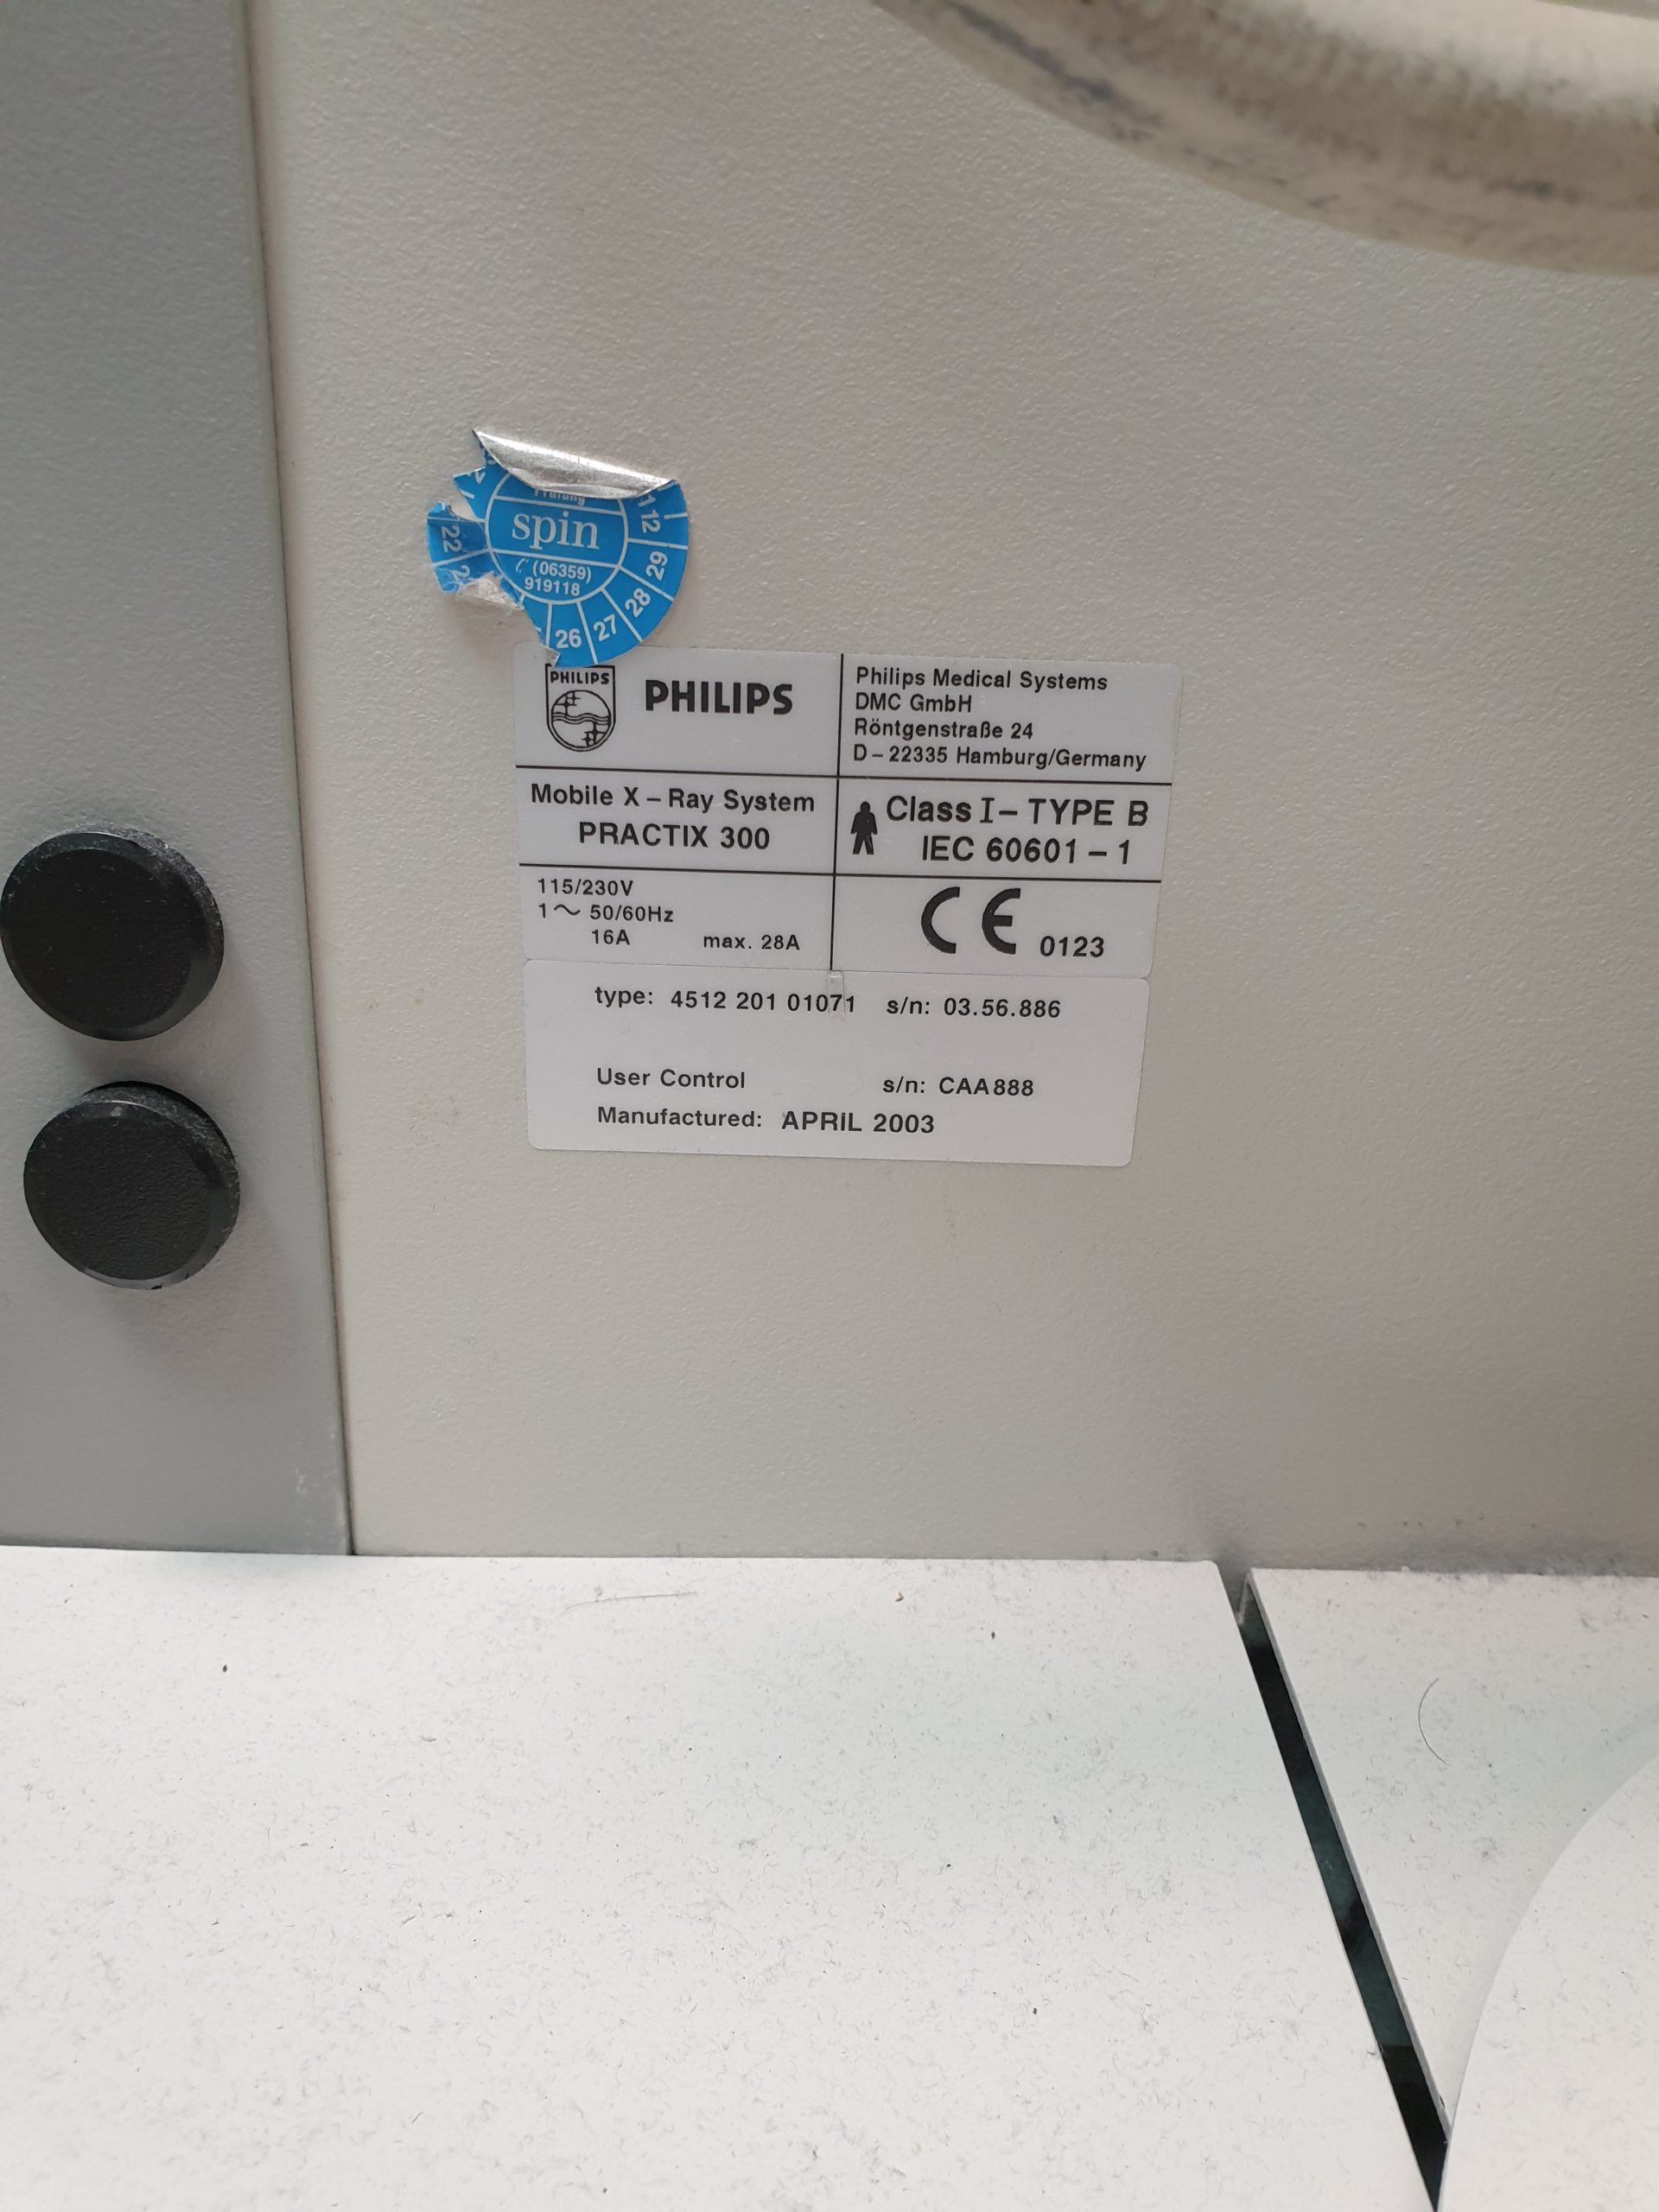 Prüfung
spin
(06359)
919118
11 12
29
28
27
26
22
PHILIPS
PHILIPS
Philips Medical Systems
DMC GmbH
Röntgenstraße 24
D – 22335 Hamburg/Germany
Mobile X – Ray System
PRACTIX 300
Class I – TYPE B
IEC 60601 – 1
115/230V
1~ 50/60Hz
16A max. 28A
CE 0123
type: 4512 201 01071 s/n: 03.56.886
User Control s/n: CAA888
Manufactured: APRIL 2003